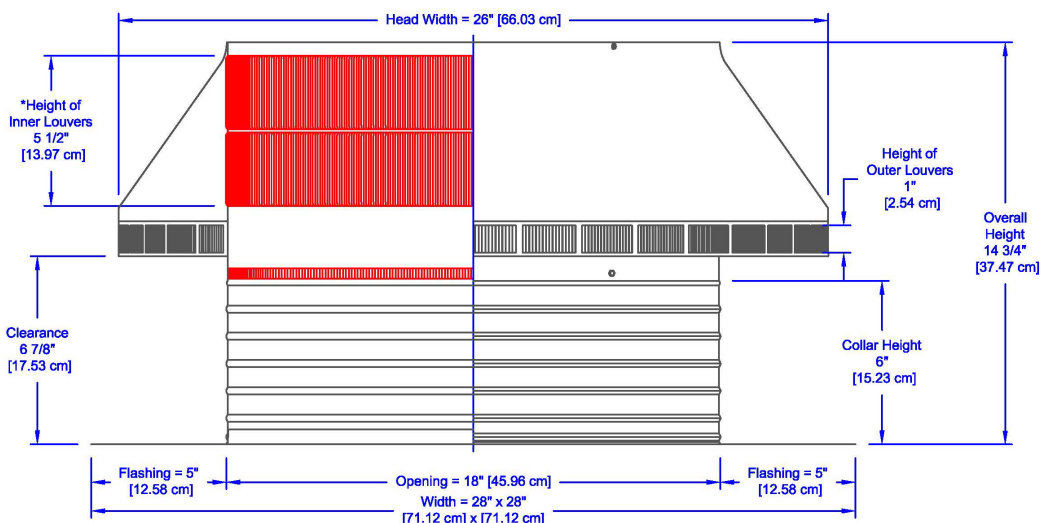 Head Width = 26" [66.03 cm]
*Height of
Inner Louvers
5 1/2"
[13.97 cm]
Height of
Outer Louvers
1"
[2.54 cm]
Overall
Height
14 3/4"
[37.47 cm]
Clearance
6 7/8"
[17.53 cm]
Collar Height
6"
[15.23 cm]
Flashing = 5"
[12.58 cm]
Opening = 18" [45.96 cm]
Flashing = 5"
[12.58 cm]
Width = 28" x 28"
[71.12 cm] x [71.12 cm]